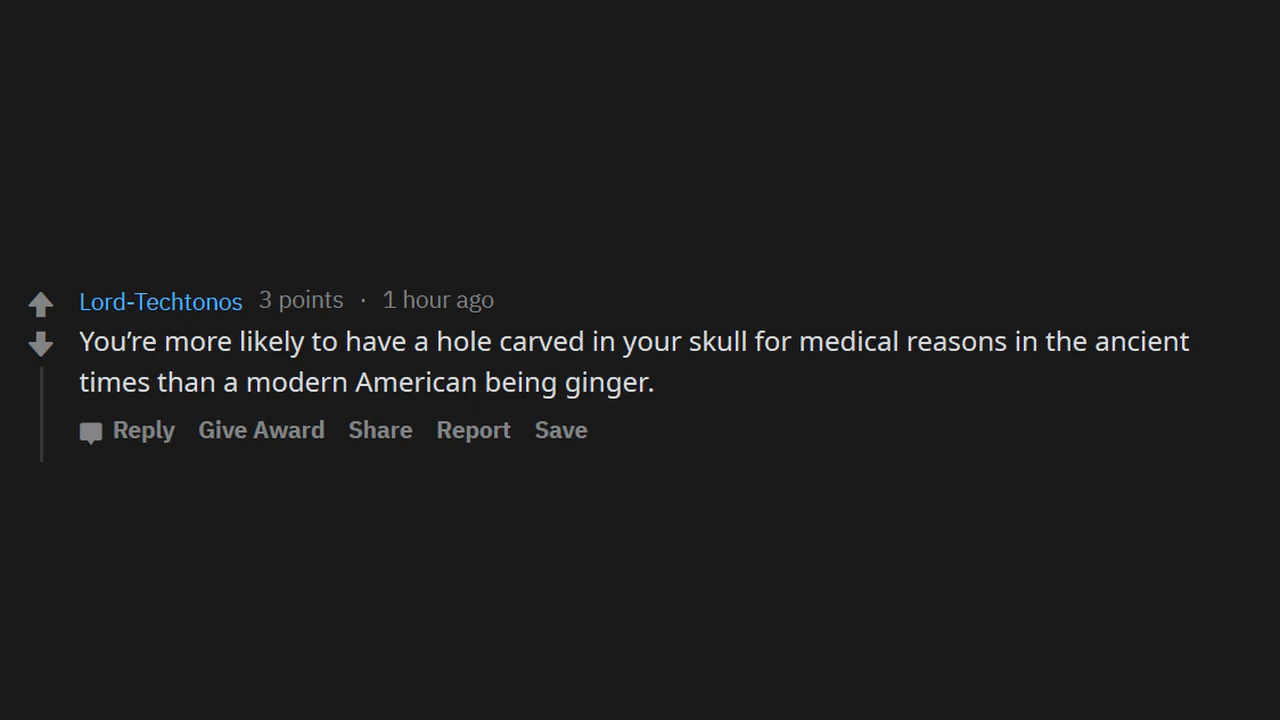 Lord-Techtonos 3 points · 1 hour ago
You’re more likely to have a hole carved in your skull for medical reasons in the ancient
times than a modern American being ginger.
Reply Give Award Share Report Save